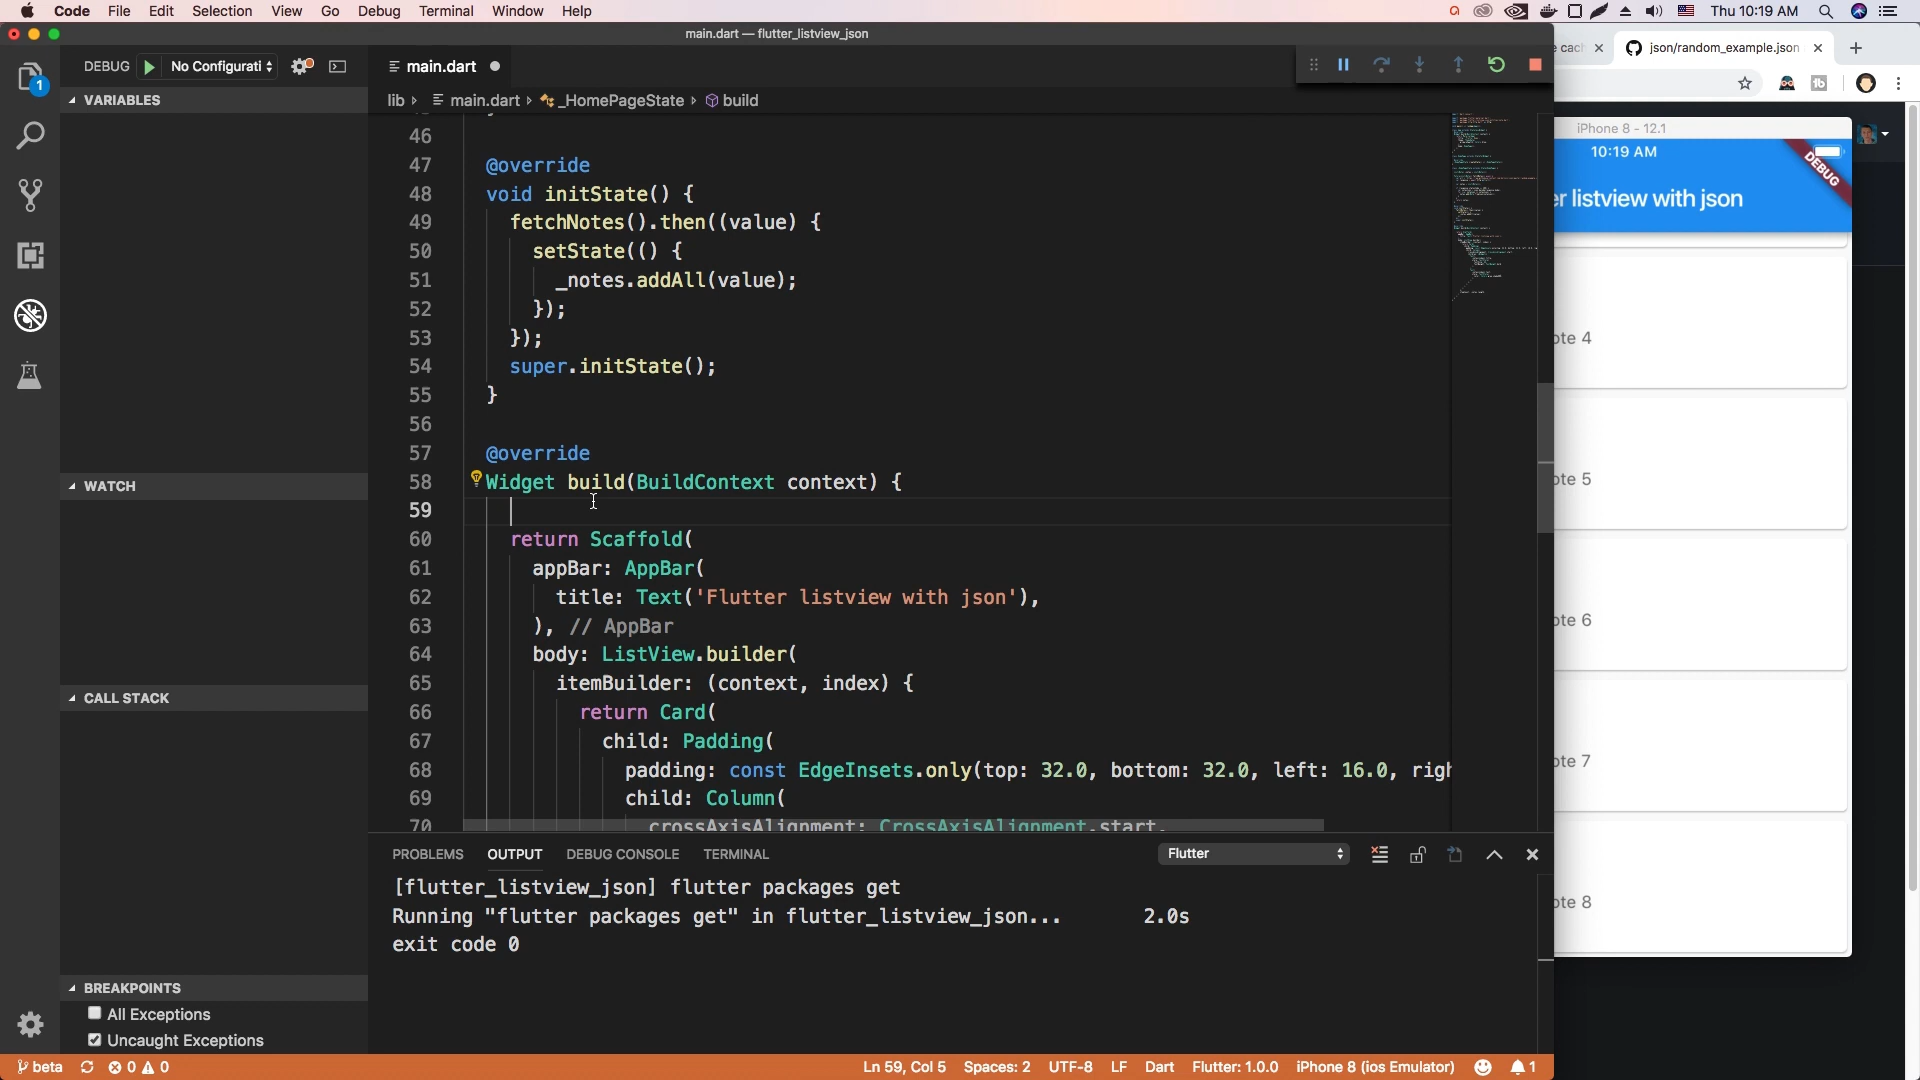 Code File Edit Selection View Go Debug Terminal Window Help
Thu 10:19 AM
main.dart — flutter_listview_json
DEBUG No Configurati
main.dart
json/random_example.json
VARIABLES
lib › main.dart › _HomePageState › build
1
46
47 @override
48 void initState() {
49 fetchNotes().then((value) {
50 setState(() {
51 _notes.addAll(value);
52 });
53 });
54 super.initState();
55 }
56
57 @override
58 Widget build(BuildContext context) {
59
60 return Scaffold(
61 appBar: AppBar(
62 title: Text('Flutter listview with json'),
63 ), // AppBar
64 body: ListView.builder(
65 itemBuilder: (context, index) {
66 return Card(
67 child: Padding(
68 padding: const EdgeInsets.only(top: 32.0, bottom: 32.0, left: 16.0, righ
69 child: Column(
70 crossAxisAlignment: CrossAxisAlignment.start,
WATCH
CALL STACK
BREAKPOINTS
All Exceptions
Uncaught Exceptions
PROBLEMS OUTPUT DEBUG CONSOLE TERMINAL
Flutter
[flutter_listview_json] flutter packages get
Running "flutter packages get" in flutter_listview_json... 2.0s
exit code 0
iPhone 8 - 12.1
10:19 AM
DEBUG
er listview with json
ote 4
ote 5
ote 6
ote 7
ote 8
beta 0 0
Ln 59, Col 5 Spaces: 2 UTF-8 LF Dart Flutter: 1.0.0 iPhone 8 (ios Emulator) 1